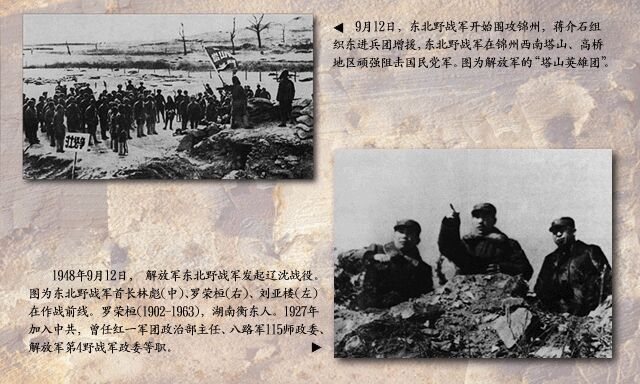 ◀ 9月12日，东北野战军开始围攻锦州，蒋介石组
织东进兵团增援，东北野战军在锦州西南塔山、高桥
地区顽强阻击国民党军。图为解放军的“塔山英雄团”。
1948年9月12日， 解放军东北野战军发起辽沈战役。
图为东北野战军首长林彪(中)、罗荣桓(右)、刘亚楼(左)
在作战前线。罗荣桓(1902-1963)，湖南衡东人。1927年
加入中共，曾任红一军团政治部主任、八路军115师政委、
解放军第4野战军政委等职。 ▶